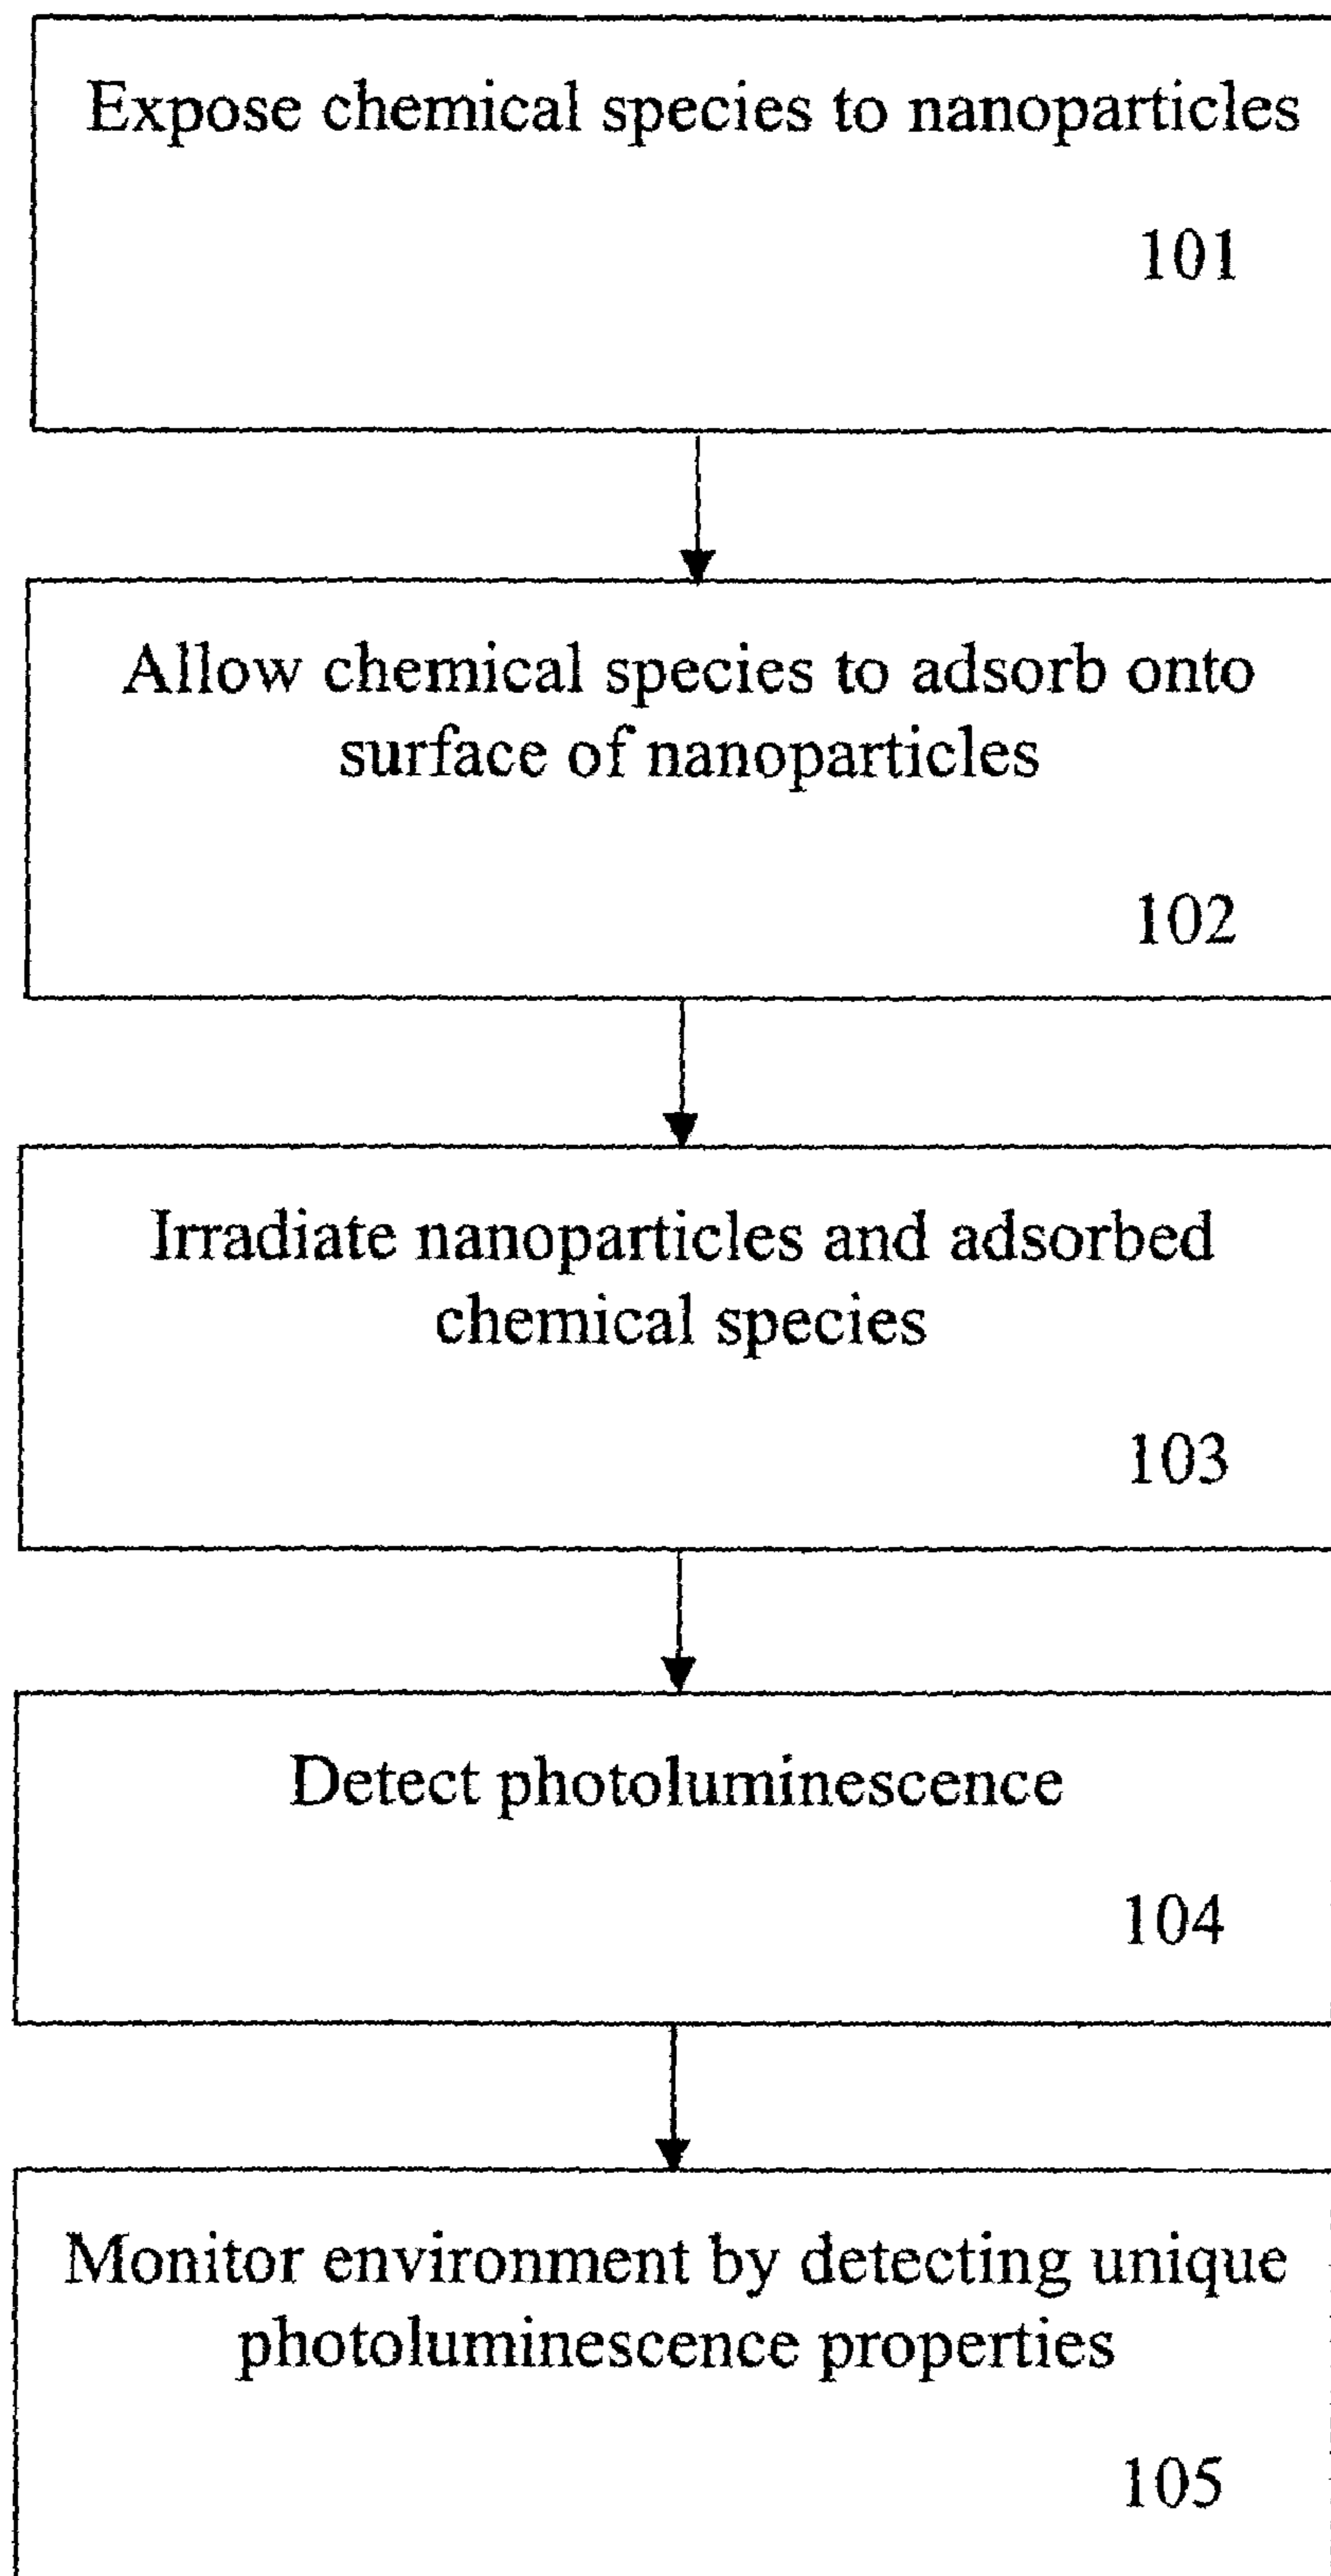 Expose chemical species to nanoparticles
101
Allow chemical species to adsorb onto
surface of nanoparticles
102
Irradiate nanoparticles and adsorbed
chemical species
103
Detect photoluminescence
104
Monitor environment by detecting unique
photoluminescence properties
105